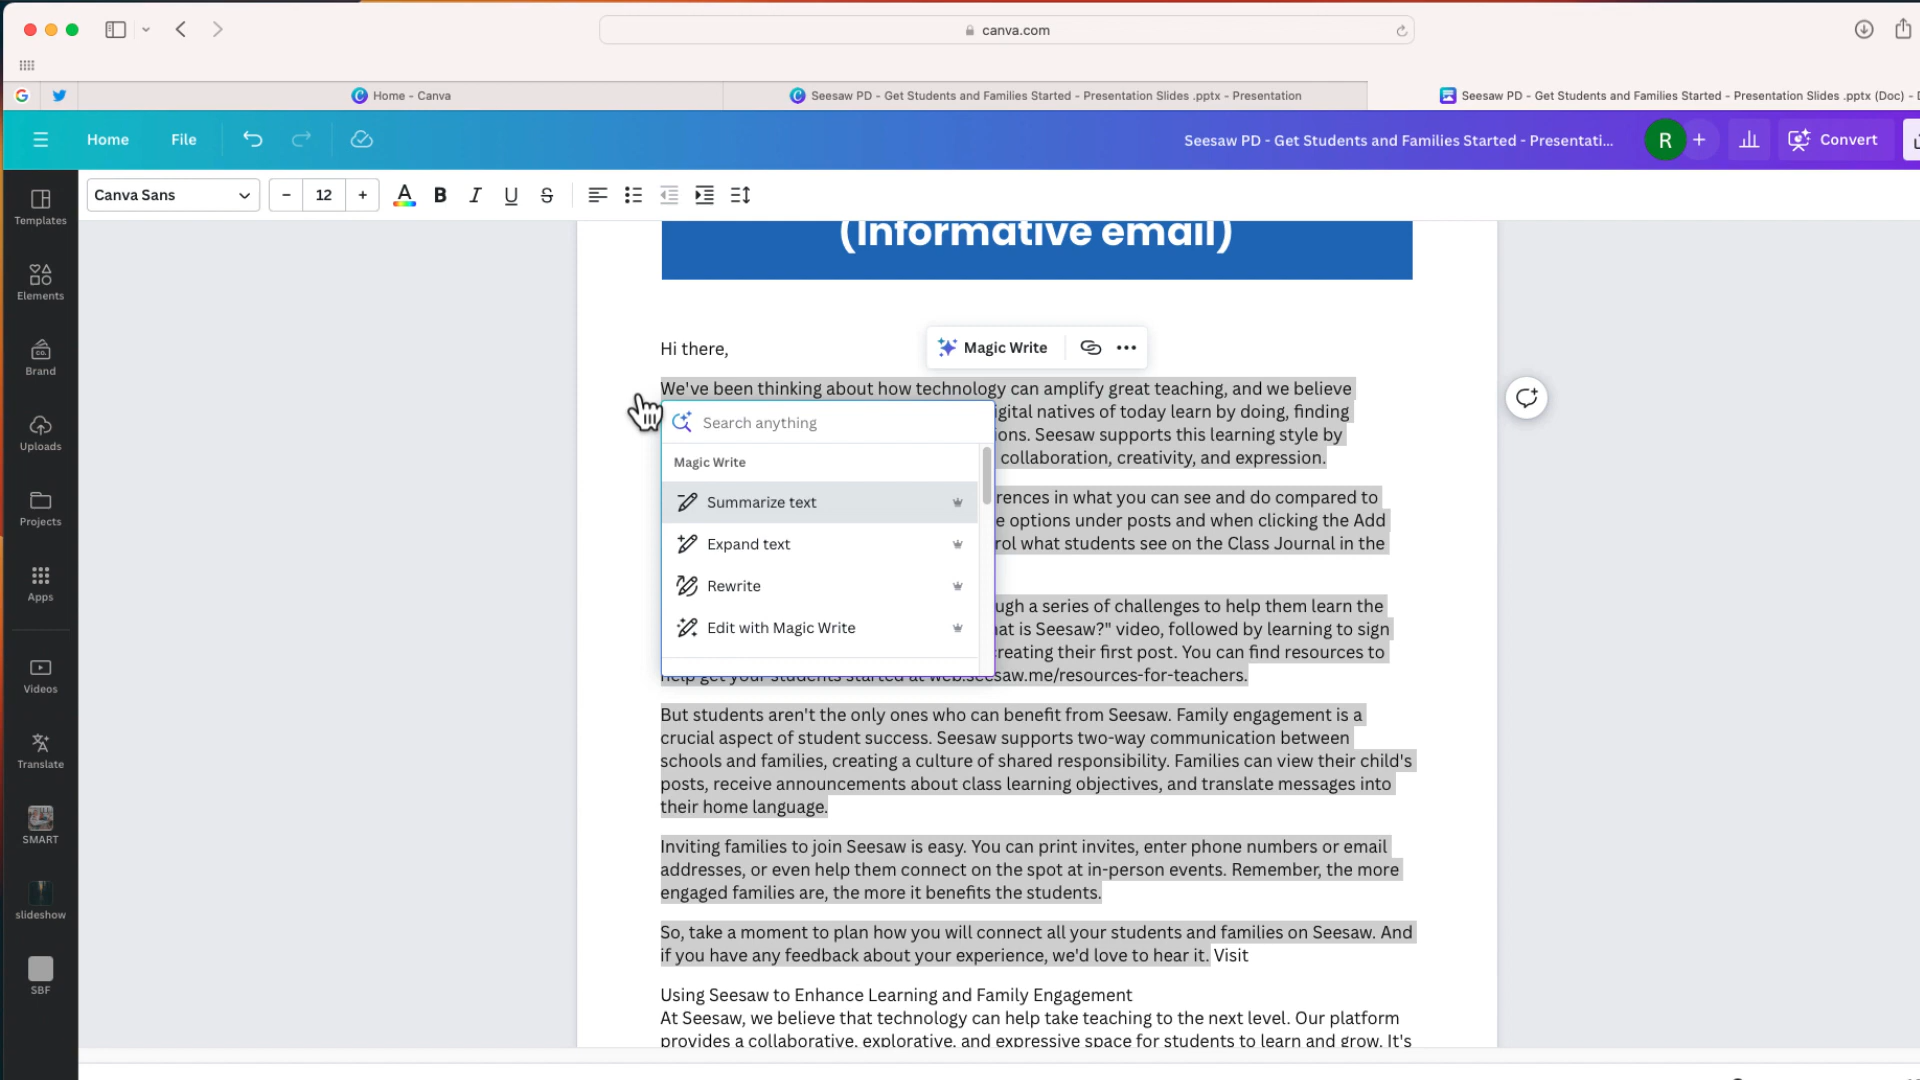 canva.com
Home - Canva
Seesaw PD - Get Students and Families Started - Presentation Slides .pptx - Presentation
Seesaw PD - Get Students and Families Started - Presentation Slides .pptx (Doc) - D
Home
File
Seesaw PD - Get Students and Families Started - Presentati...
R
Convert
Canva Sans
12
Templates
Elements
Brand
Uploads
Projects
Apps
Videos
Translate
SMART
slideshow
SBF
(Informative email)
Hi there,
Magic Write
We've been thinking about how technology can amplify great teaching, and we believe
igital natives of today learn by doing, finding
ions. Seesaw supports this learning style by
collaboration, creativity, and expression.
Search anything
Magic Write
Summarize text
Expand text
Rewrite
Edit with Magic Write
rences in what you can see and do compared to
e options under posts and when clicking the Add
rol what students see on the Class Journal in the
ugh a series of challenges to help them learn the
at is Seesaw?" video, followed by learning to sign
creating their first post. You can find resources to
help get your students started at web.seesaw.me/resources-for-teachers.
But students aren't the only ones who can benefit from Seesaw. Family engagement is a
crucial aspect of student success. Seesaw supports two-way communication between
schools and families, creating a culture of shared responsibility. Families can view their child's
posts, receive announcements about class learning objectives, and translate messages into
their home language.
Inviting families to join Seesaw is easy. You can print invites, enter phone numbers or email
addresses, or even help them connect on the spot at in-person events. Remember, the more
engaged families are, the more it benefits the students.
So, take a moment to plan how you will connect all your students and families on Seesaw. And
if you have any feedback about your experience, we'd love to hear it. Visit
Using Seesaw to Enhance Learning and Family Engagement
At Seesaw, we believe that technology can help take teaching to the next level. Our platform
provides a collaborative, explorative, and expressive space for students to learn and grow. It's